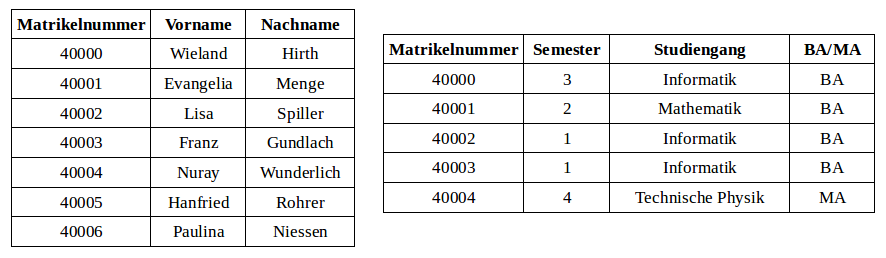 Matrikelnummer Vorname Nachname
40000 Wieland Hirth
40001 Evangelia Menge
40002 Lisa Spiller
40003 Franz Gundlach
40004 Nuray Wunderlich
40005 Hanfried Rohrer
40006 Paulina Niessen
Matrikelnummer Semester Studiengang BA/MA
40000 3 Informatik BA
40001 2 Mathematik BA
40002 1 Informatik BA
40003 1 Informatik BA
40004 4 Technische Physik MA